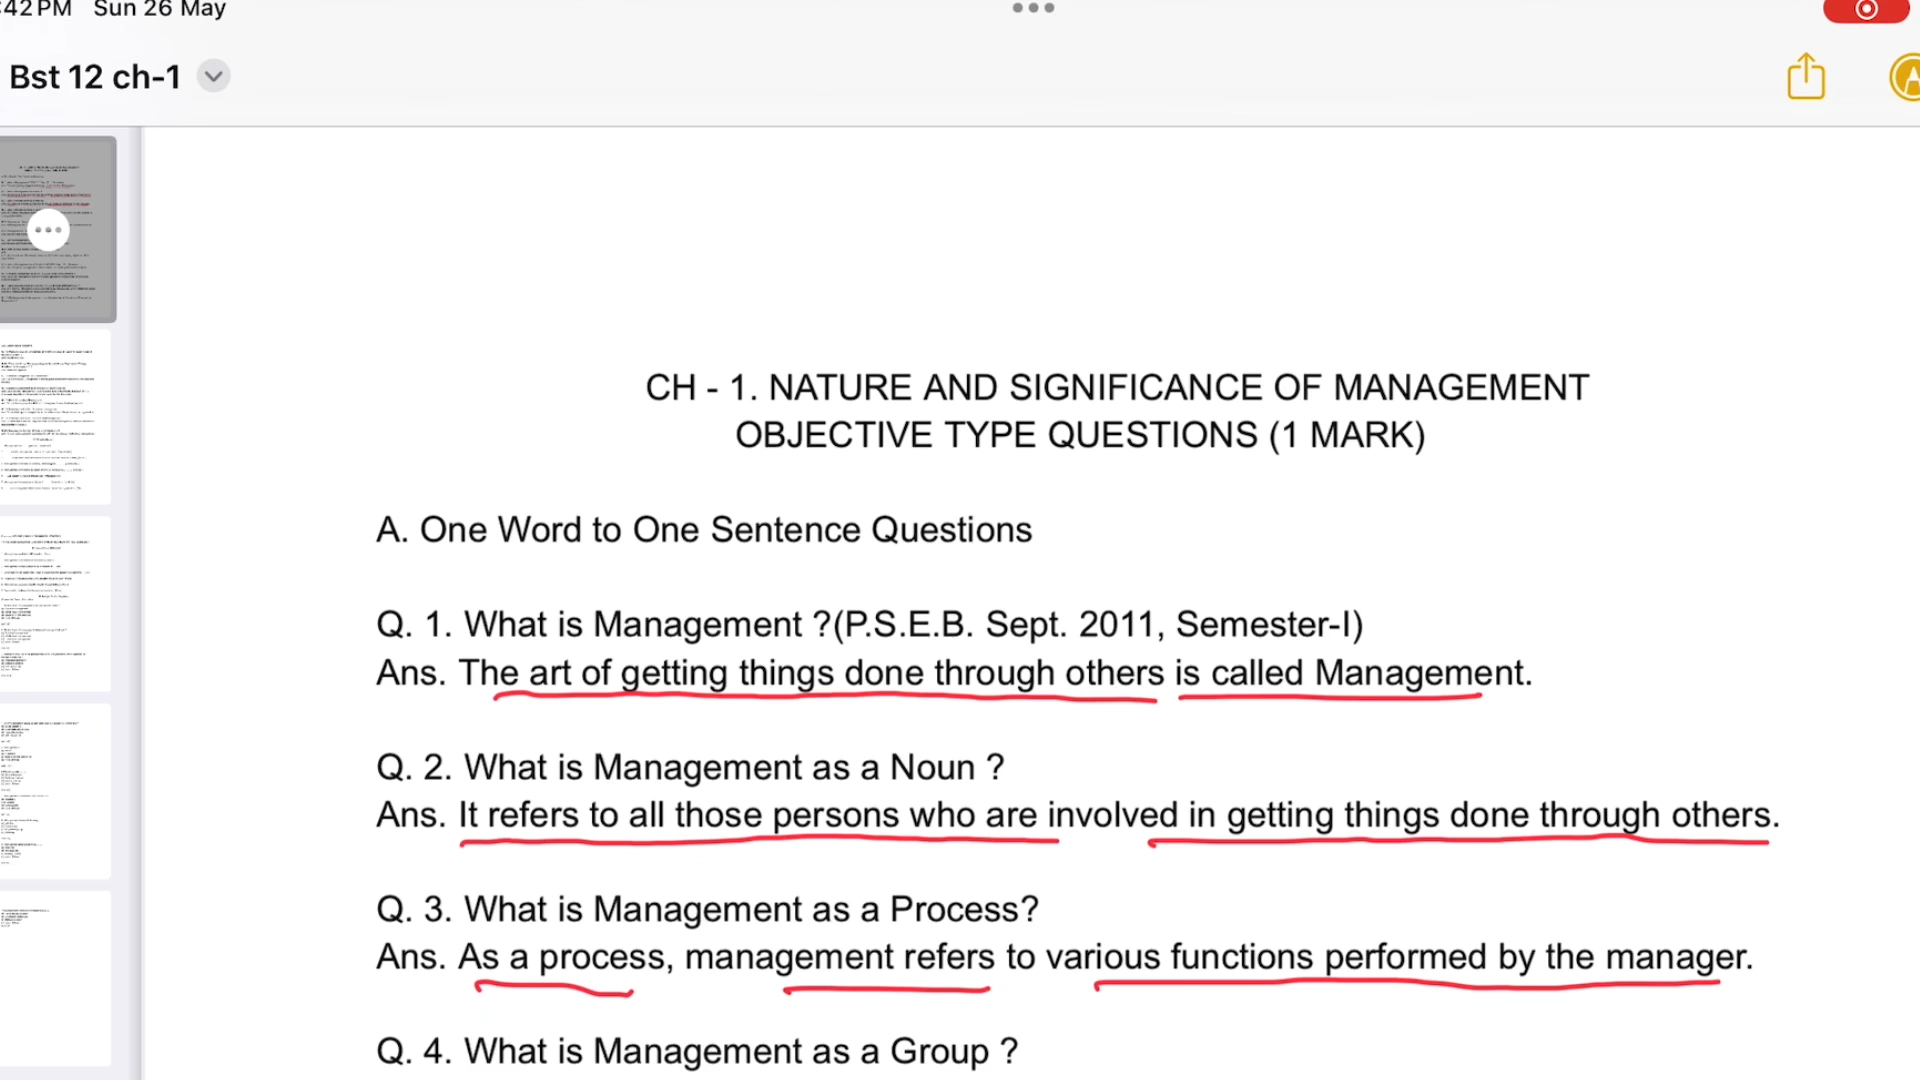 :42 PM Sun 26 May
Bst 12 ch-1
CH - 1. NATURE AND SIGNIFICANCE OF MANAGEMENT
OBJECTIVE TYPE QUESTIONS (1 MARK)
A. One Word to One Sentence Questions
Q. 1. What is Management ?(P.S.E.B. Sept. 2011, Semester-I)
Ans. The art of getting things done through others is called Management.
Q. 2. What is Management as a Noun ?
Ans. It refers to all those persons who are involved in getting things done through others.
Q. 3. What is Management as a Process?
Ans. As a process, management refers to various functions performed by the manager.
Q. 4. What is Management as a Group ?